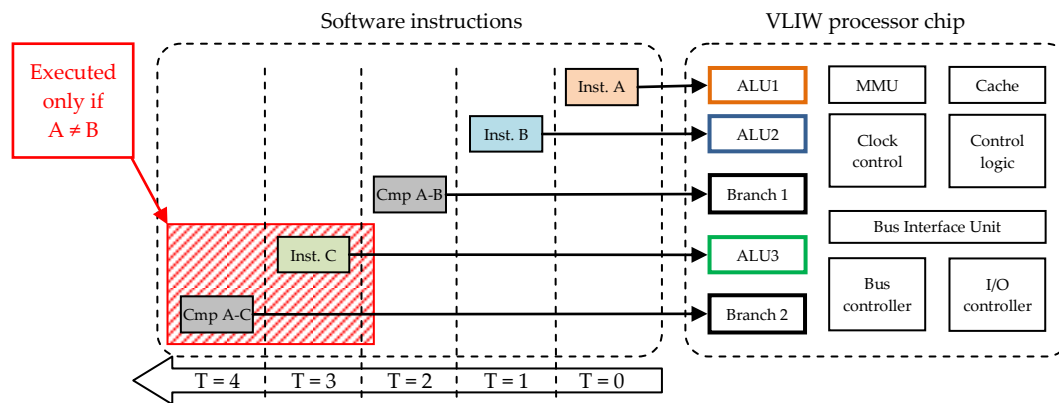 Software instructions
VLIW processor chip
Executed
only if
A ≠ B
Inst. A
ALU1
MMU
Cache
Inst. B
ALU2
Clock
control
Control
logic
Cmp A-B
Branch 1
Bus Interface Unit
Inst. C
ALU3
Bus
controller
I/O
controller
Cmp A-C
Branch 2
T = 4
T = 3
T = 2
T = 1
T = 0